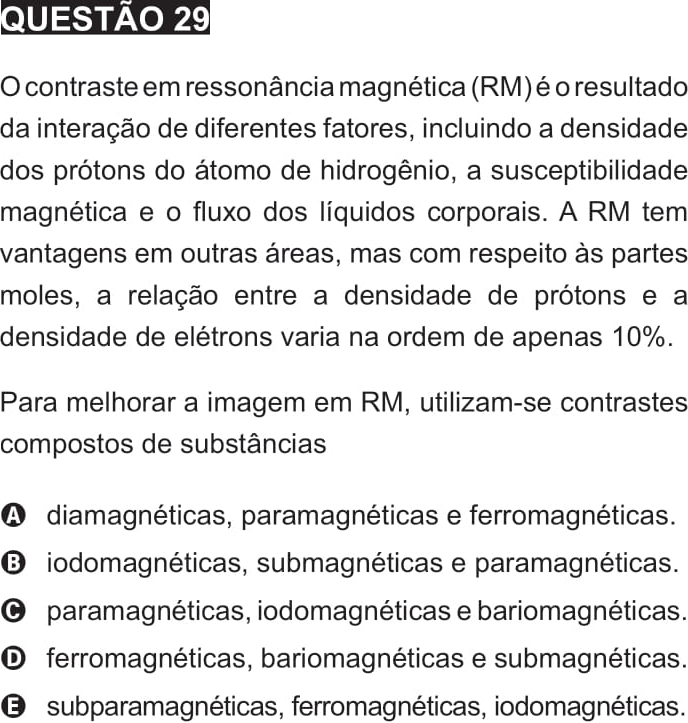 QUESTÃO 29
O contraste em ressonância magnética (RM) é o resultado
da interação de diferentes fatores, incluindo a densidade
dos prótons do átomo de hidrogênio, a susceptibilidade
magnética e o fluxo dos líquidos corporais. A RM tem
vantagens em outras áreas, mas com respeito às partes
moles, a relação entre a densidade de prótons e a
densidade de elétrons varia na ordem de apenas 10%.
Para melhorar a imagem em RM, utilizam-se contrastes
compostos de substâncias
A diamagnéticas, paramagnéticas e ferromagnéticas.
B iodomagnéticas, submagnéticas e paramagnéticas.
C paramagnéticas, iodomagnéticas e bariomagnéticas.
D ferromagnéticas, bariomagnéticas e submagnéticas.
E subparamagnéticas, ferromagnéticas, iodomagnéticas.